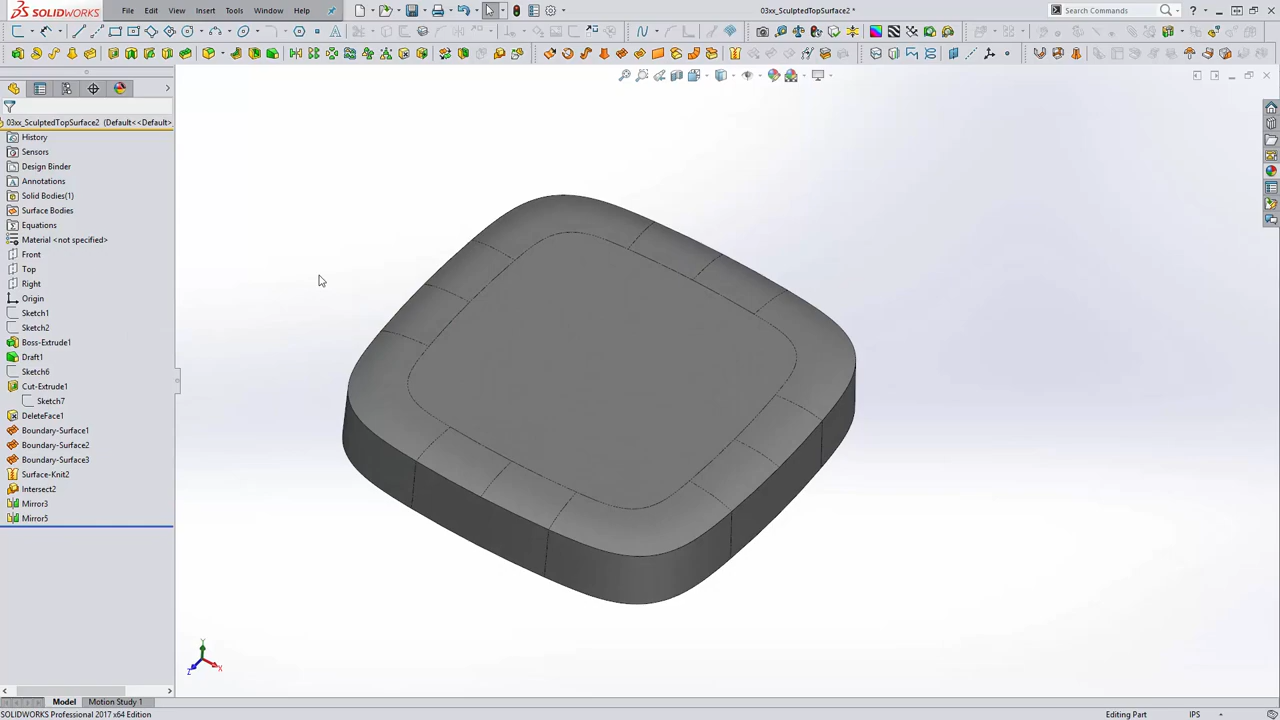 SOLIDWORKS
File
Edit
View
Insert
Tools
Window
Help
03xx_SculptedTopSurface2 *
Search Commands
03xx_SculptedTopSurface2 (Default<<Default>_
History
Sensors
Design Binder
Annotations
Solid Bodies(1)
Surface Bodies
Equations
Material <not specified>
Front
Top
Right
Origin
Sketch1
Sketch2
Boss-Extrude1
Draft1
Sketch6
Cut-Extrude1
Sketch7
DeleteFace1
Boundary-Surface1
Boundary-Surface2
Boundary-Surface3
Surface-Knit2
Intersect2
Mirror3
Mirror5
Y
Z
X
Model
Motion Study 1
SOLIDWORKS Professional 2017 x64 Edition
Editing Part
IPS